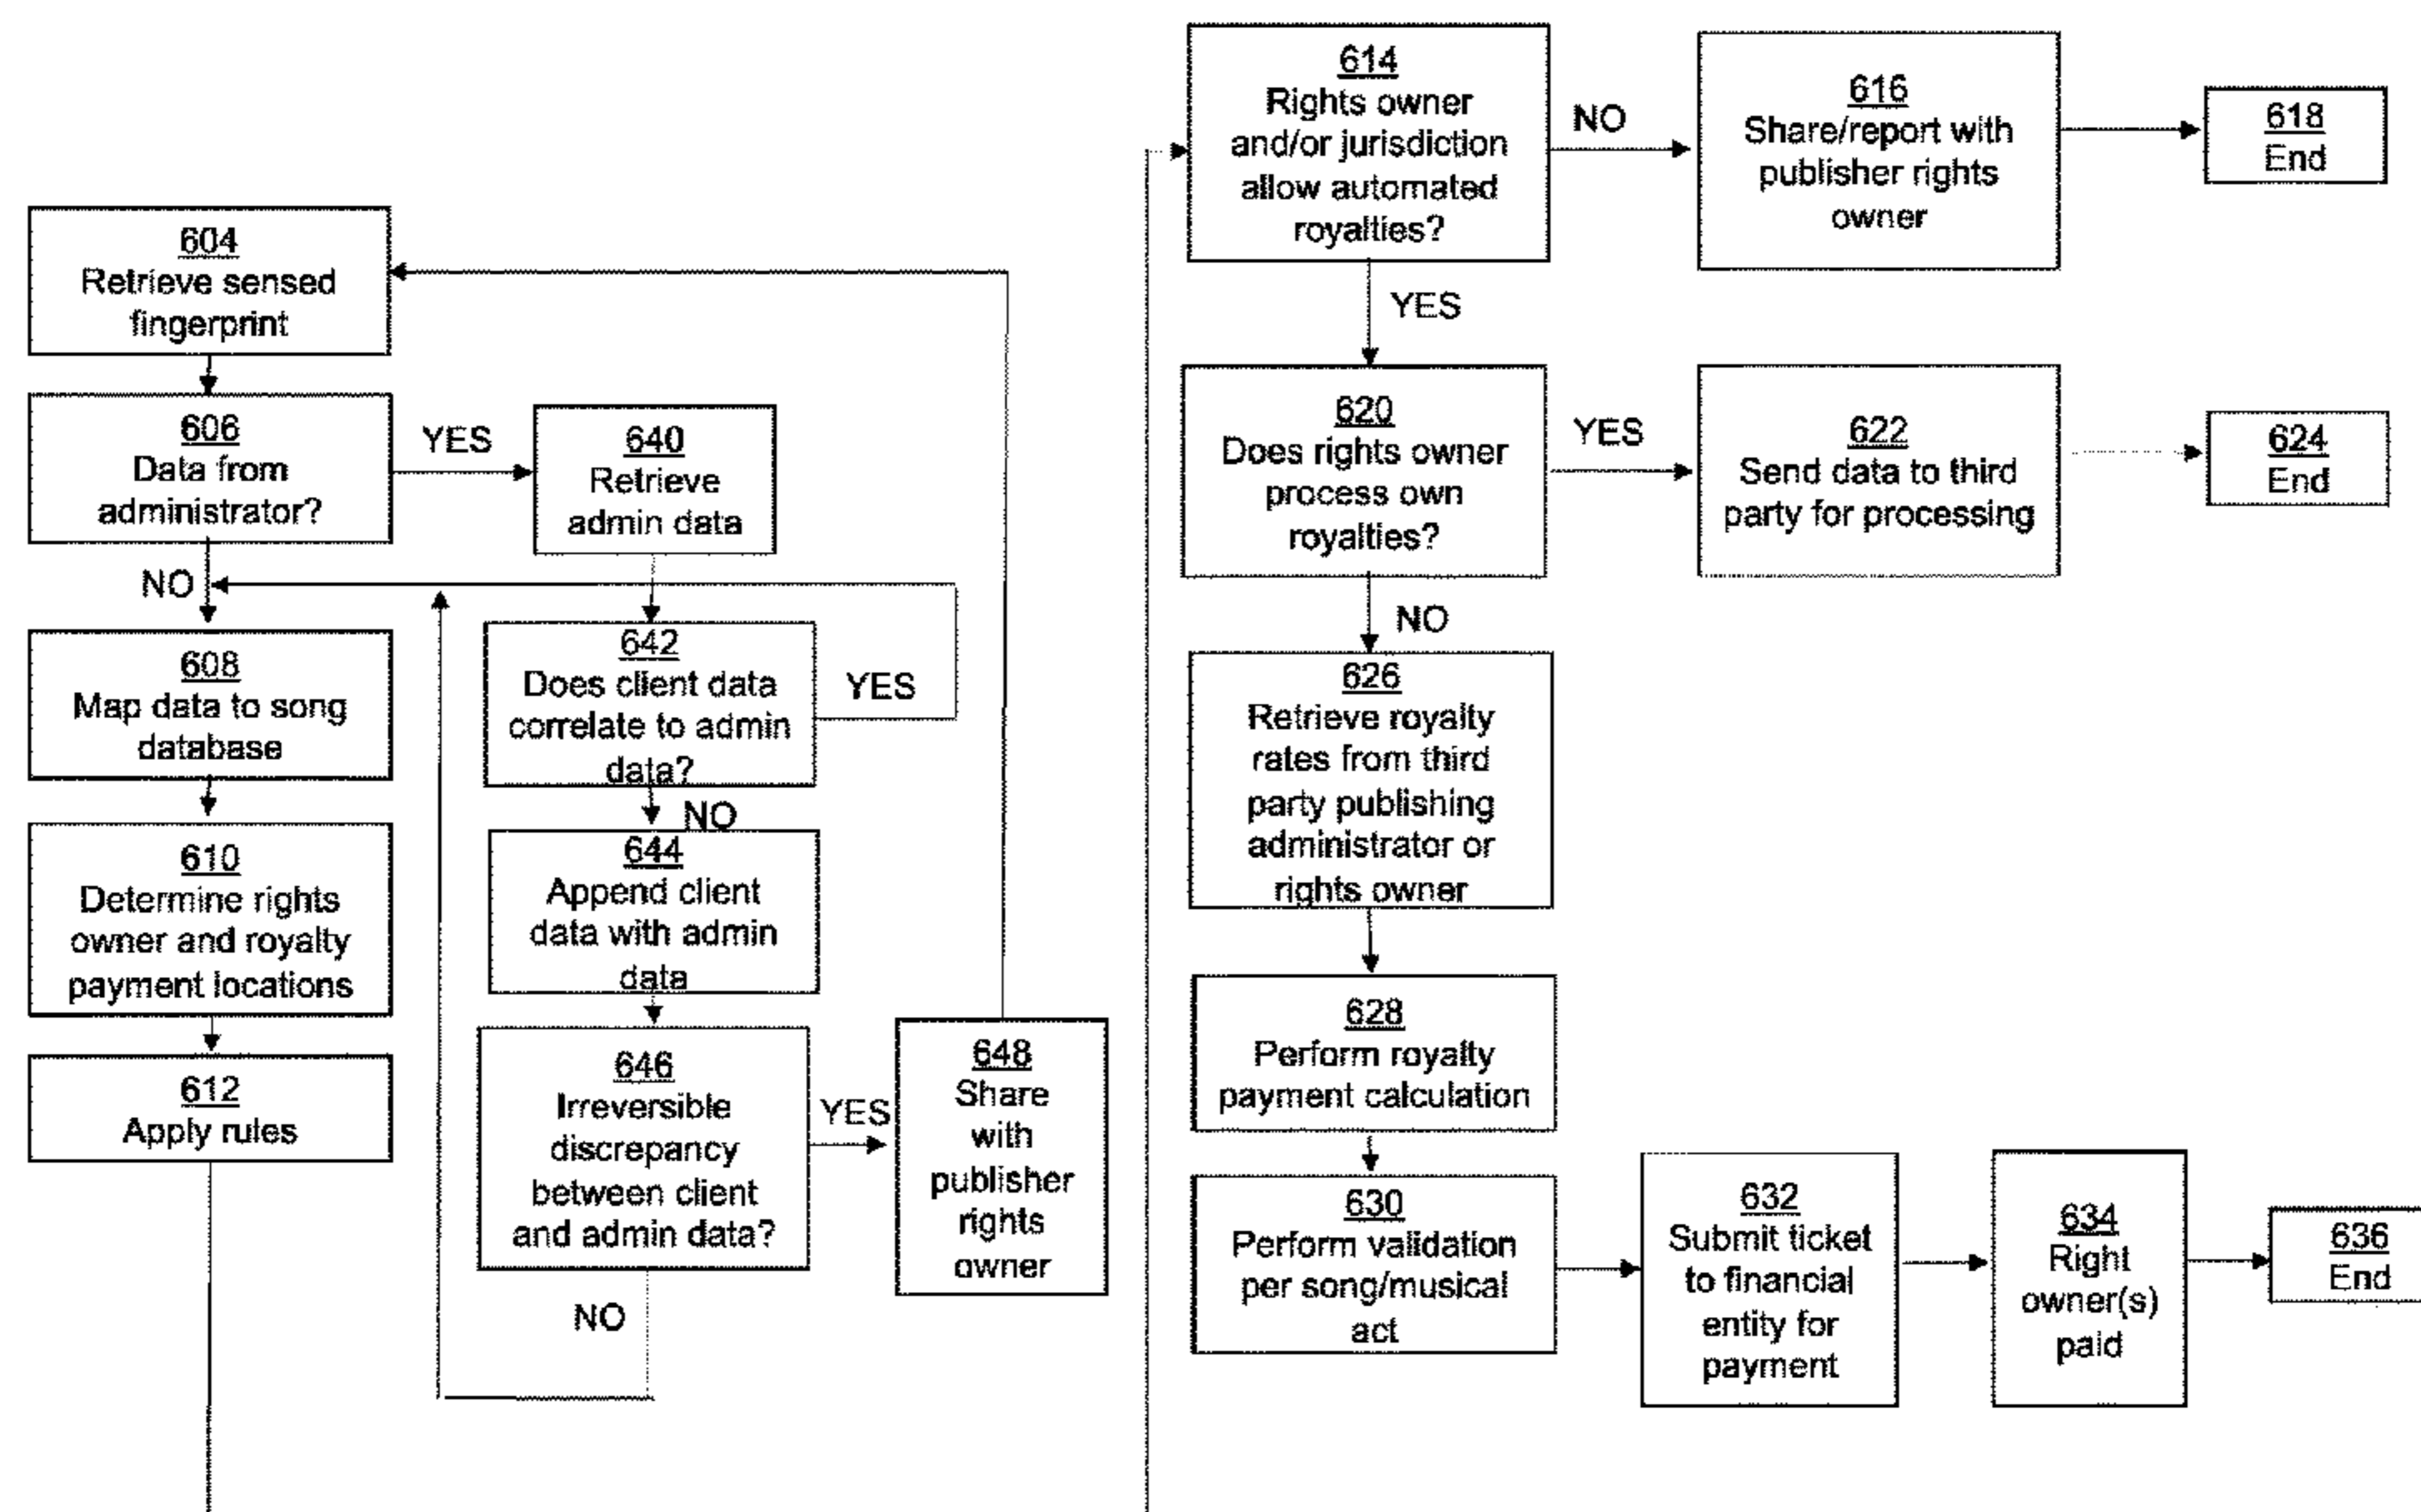 604
Retrieve sensed
fingerprint
606
Data from
administrator?
YES
NO
640
Retrieve
admin data
608
Map data to song
database
642
Does client data
correlate to admin
data?
YES
NO
610
Determine rights
owner and royalty
payment locations
644
Append client
data with admin
data
612
Apply rules
646
Irreversible
discrepancy
between client
and admin data?
YES
NO
648
Share
with
publisher
rights
owner
614
Rights owner
and/or jurisdiction
allow automated
royalties?
NO
YES
616
Share/report with
publisher rights
owner
618
End
620
Does rights owner
process own
royalties?
YES
NO
622
Send data to third
party for processing
624
End
626
Retrieve royalty
rates from third
party publishing
administrator or
rights owner
628
Perform royalty
payment calculation
630
Perform validation
per song/musical
act
632
Submit ticket
to financial
entity for
payment
634
Right
owner(s)
paid
636
End